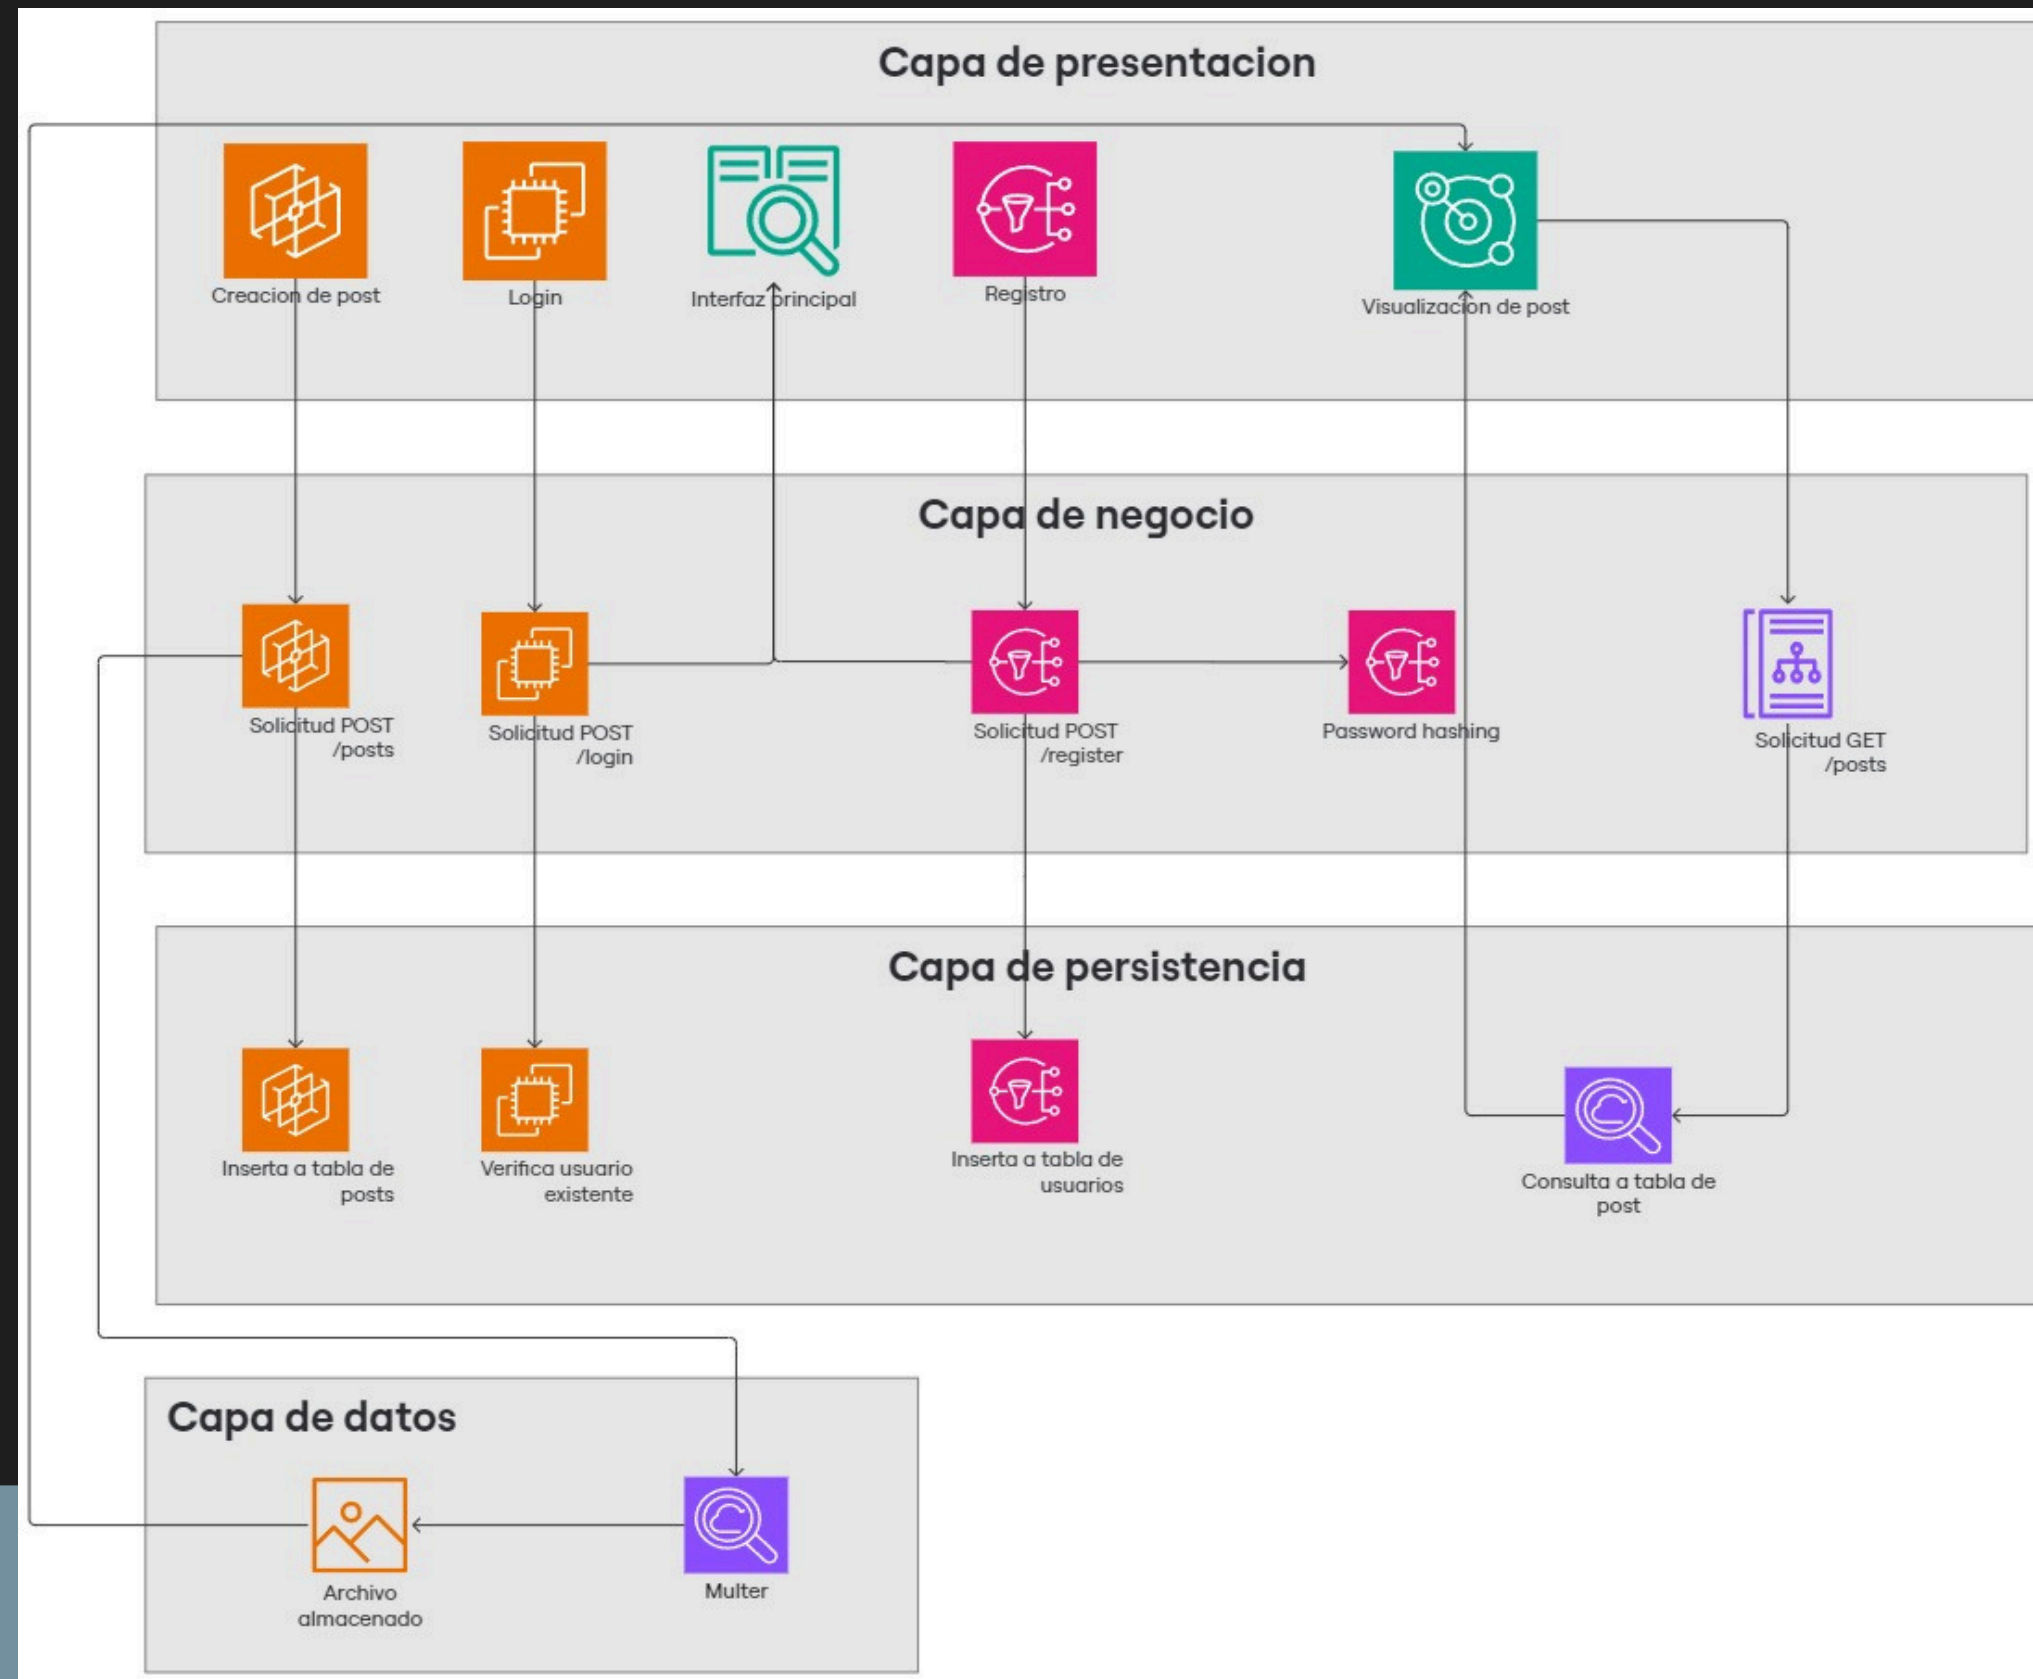 Capa de presentacion
Creacion de post
Login
Interfaz principal
Registro
Visualizacion de post
Capa de negocio
Solicitud POST
/posts
Solicitud POST
/login
Solicitud POST
/register
Password hashing
Solicitud GET
/posts
Capa de persistencia
Inserta a tabla de
posts
Verifica usuario
existente
Inserta a tabla de
usuarios
Consulta a tabla de
post
Capa de datos
Archivo
almacenado
Multer